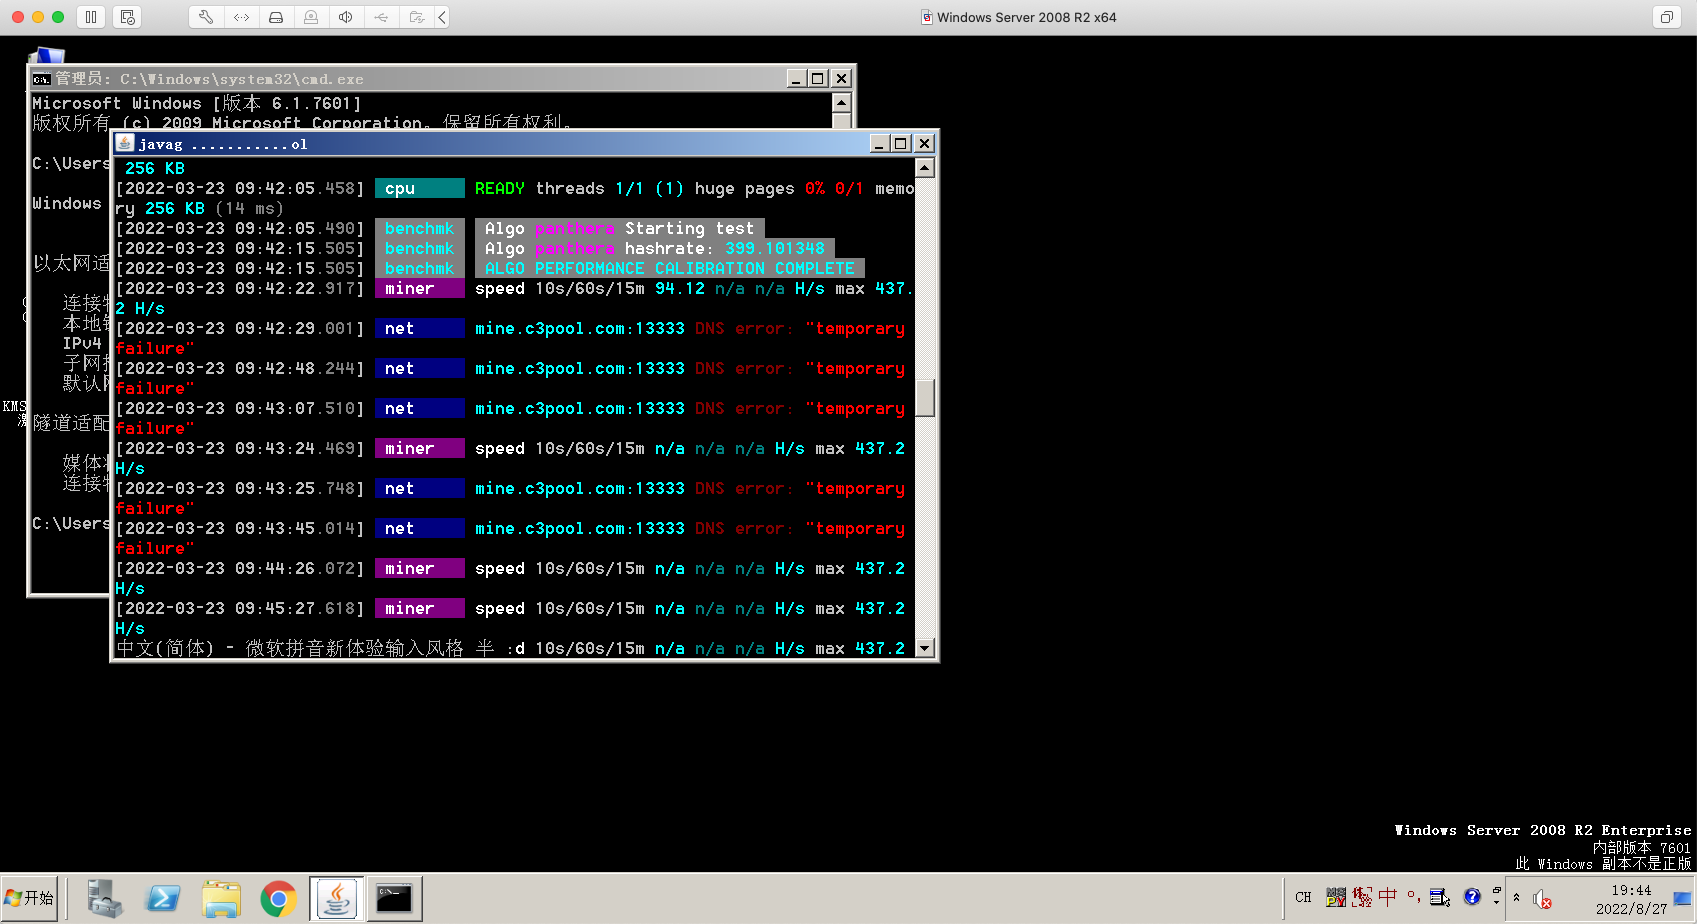 Windows Server 2008 R2 x64
管理员: C:\Windows\system32\cmd.exe
Microsoft Windows [版本 6.1.7601]
版权所有 (c) 2009 Microsoft Corporation。保留所有权利。
C:\Users
Windows
以太网适
连接
本地
IPv4
子网
默认
隧道适配
媒体
连接
C:\Users
KMS
javag ...........ol
256 KB
[2022-03-23 09:42:05.458] cpu READY threads 1/1 (1) huge pages 0% 0/1 memo
ry 256 KB (14 ms)
[2022-03-23 09:42:05.490] benchmk Algo panthera Starting test
[2022-03-23 09:42:15.505] benchmk Algo panthera hashrate: 399.101348
[2022-03-23 09:42:15.505] benchmk ALGO PERFORMANCE CALIBRATION COMPLETE
[2022-03-23 09:42:22.917] miner speed 10s/60s/15m 94.12 n/a n/a H/s max 437.
2 H/s
[2022-03-23 09:42:29.001] net mine.c3pool.com:13333 DNS error: "temporary
failure"
[2022-03-23 09:42:48.244] net mine.c3pool.com:13333 DNS error: "temporary
failure"
[2022-03-23 09:43:07.510] net mine.c3pool.com:13333 DNS error: "temporary
failure"
[2022-03-23 09:43:24.469] miner speed 10s/60s/15m n/a n/a n/a H/s max 437.2
H/s
[2022-03-23 09:43:25.748] net mine.c3pool.com:13333 DNS error: "temporary
failure"
[2022-03-23 09:43:45.014] net mine.c3pool.com:13333 DNS error: "temporary
failure"
[2022-03-23 09:44:26.072] miner speed 10s/60s/15m n/a n/a n/a H/s max 437.2
H/s
[2022-03-23 09:45:27.618] miner speed 10s/60s/15m n/a n/a n/a H/s max 437.2
H/s
中文(简体) - 微软拼音新体验输入风格 半 :d 10s/60s/15m n/a n/a n/a H/s max 437.2
Windows Server 2008 R2 Enterprise
内部版本 7601
此 Windows 副本不是正版
开始
CH
中
19:44
2022/8/27